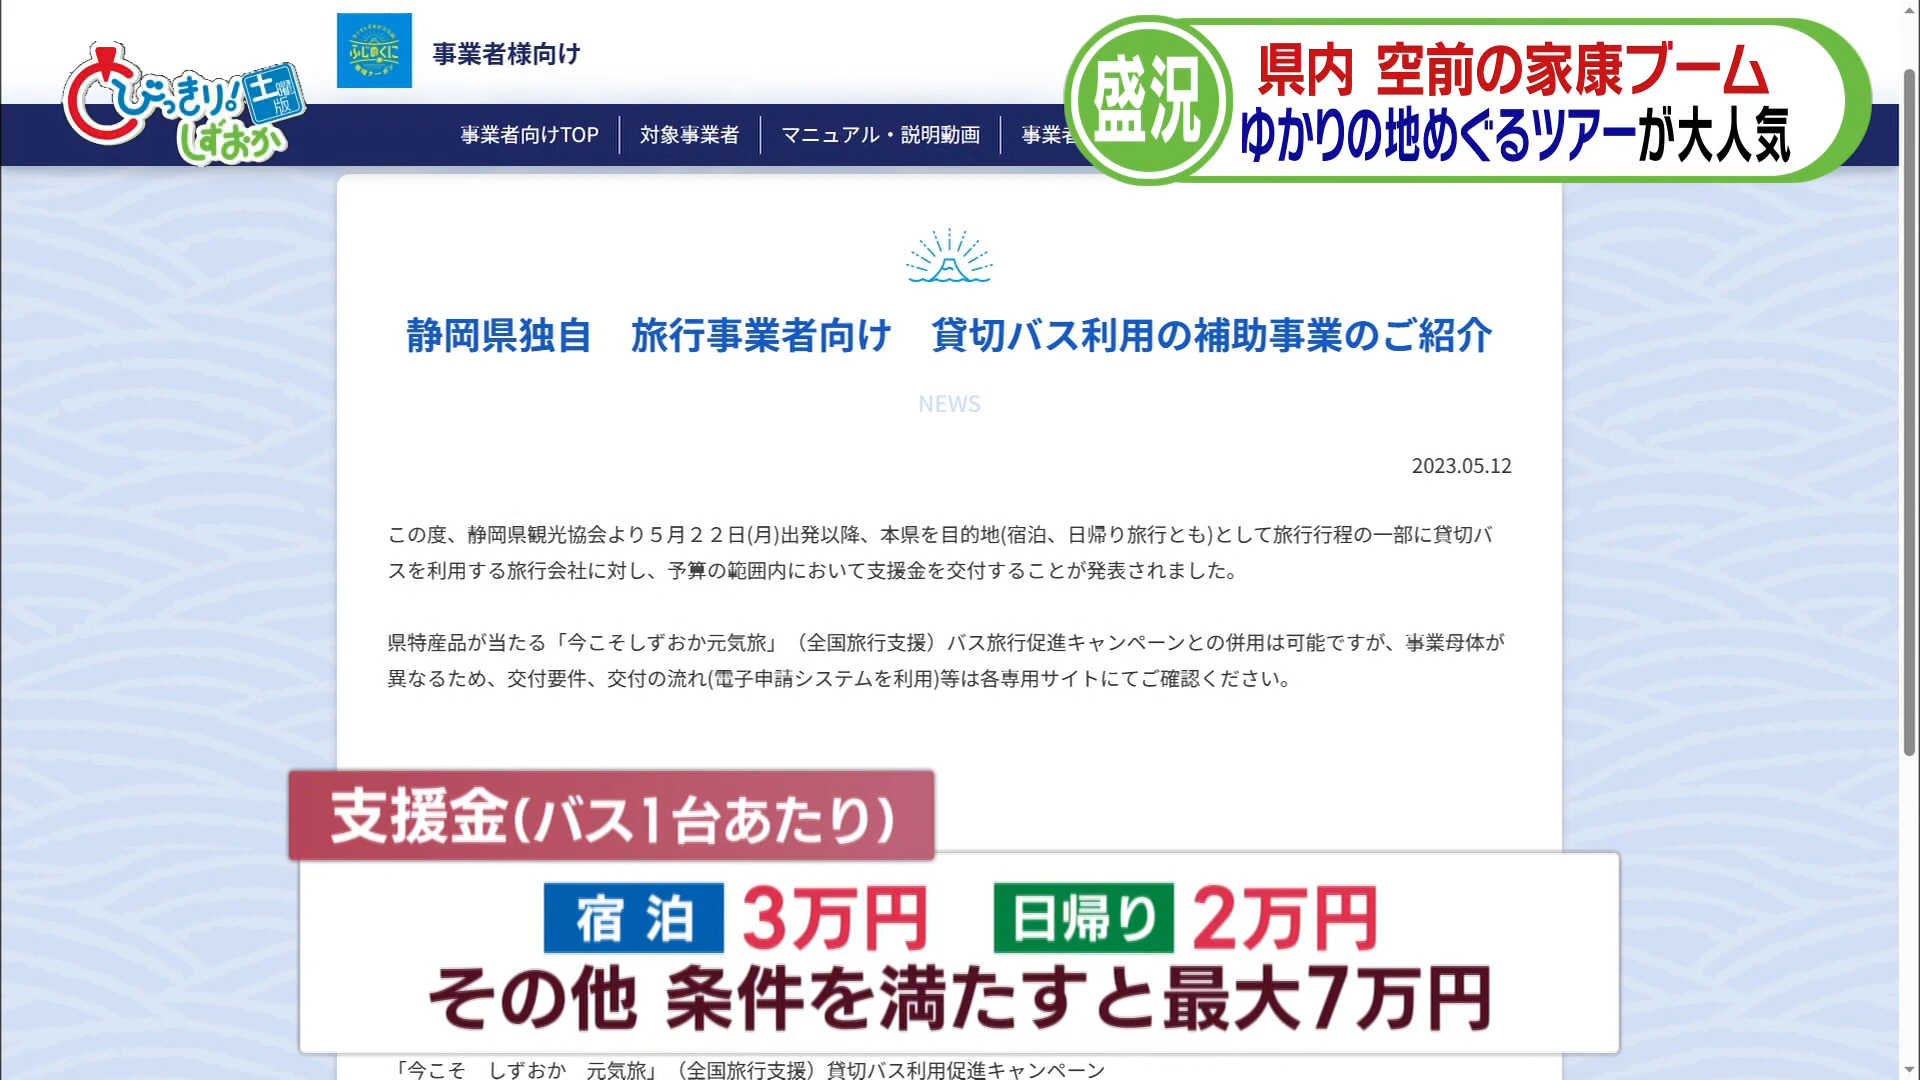 とびっきり!
しずおか
土曜版
ふじのくに
事業者様向け
盛況
県内 空前の家康ブーム
ゆかりの地めぐるツアーが大人気
事業者向けTOP
対象事業者
マニュアル・説明動画
事業者
静岡県独自　旅行事業者向け　貸切バス利用の補助事業のご紹介
NEWS
2023.05.12
この度、静岡県観光協会より５月２２日(月)出発以降、本県を目的地(宿泊、日帰り旅行とも)として旅行行程の一部に貸切バ
スを利用する旅行会社に対し、予算の範囲内において支援金を交付することが発表されました。
県特産品が当たる「今こそしずおか元気旅」（全国旅行支援）バス旅行促進キャンペーンとの併用は可能ですが、事業母体が
異なるため、交付要件、交付の流れ(電子申請システムを利用)等は各専用サイトにてご確認ください。
支援金(バス1台あたり)
宿泊 3万円 日帰り 2万円
その他 条件を満たすと最大7万円
「今こそ　しずおか　元気旅」（全国旅行支援）貸切バス利用促進キャンペーン